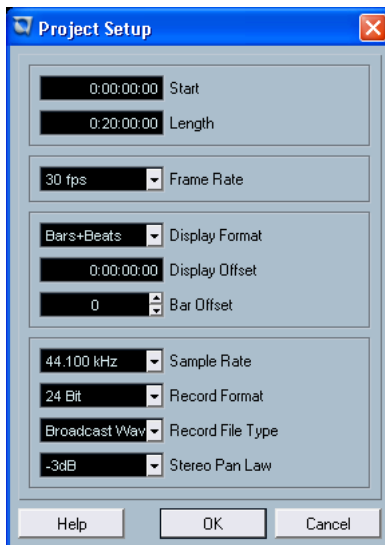 Project Setup
0:00:00:00 Start
0:20:00:00 Length
30 fps Frame Rate
Bars+Beats Display Format
0:00:00:00 Display Offset
0 Bar Offset
44.100 kHz Sample Rate
24 Bit Record Format
Broadcast Wav Record File Type
-3dB Stereo Pan Law
Help OK Cancel